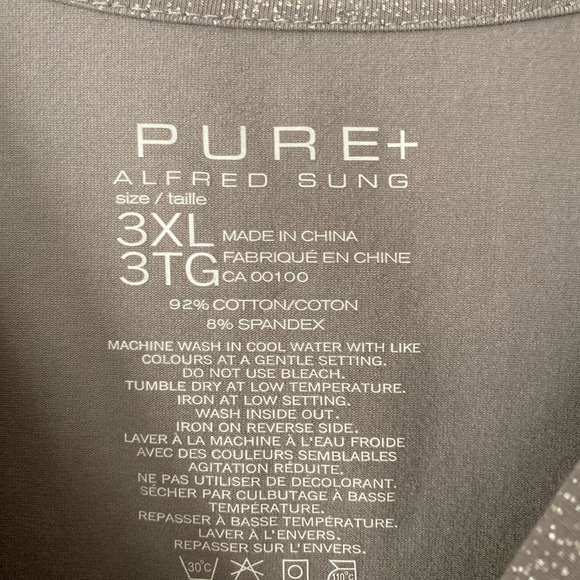 PURE+
ALFRED SUNG
size / taille
3XL MADE IN CHINA
3TG FABRIQUÉ EN CHINE
CA 00100
92% COTTON/COTON
8% SPANDEX
MACHINE WASH IN COOL WATER WITH LIKE
COLOURS AT A GENTLE SETTING.
DO NOT USE BLEACH.
TUMBLE DRY AT LOW TEMPERATURE.
IRON AT LOW SETTING.
WASH INSIDE OUT.
IRON ON REVERSE SIDE.
LAVER À LA MACHINE À L'EAU FROIDE
AVEC DES COULEURS SEMBLABLES
AGITATION RÉDUITE.
NE PAS UTILISER DE DÉCOLORANT.
SÉCHER PAR CULBUTAGE À BASSE
TEMPÉRATURE.
REPASSER À BASSE TEMPÉRATURE.
LAVER À L'ENVERS.
REPASSER SUR L'ENVERS.
30°C 110°C